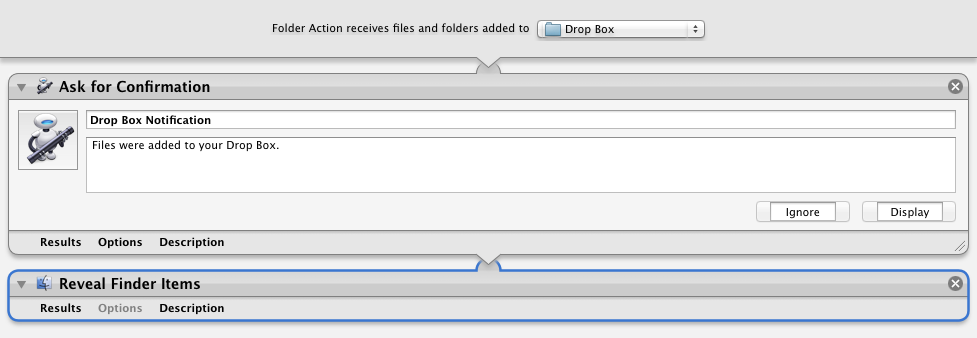 Folder Action receives files and folders added to Drop Box
Ask for Confirmation
Drop Box Notification
Files were added to your Drop Box.
Ignore Display
Results Options Description
Reveal Finder Items
Results Options Description